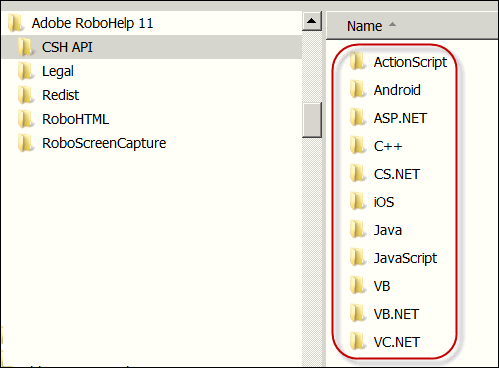 Adobe RoboHelp 11
CSH API
Legal
Redist
RoboHTML
RoboScreenCapture
Name
ActionScript
Android
ASP.NET
C++
CS.NET
iOS
Java
JavaScript
VB
VB.NET
VC.NET